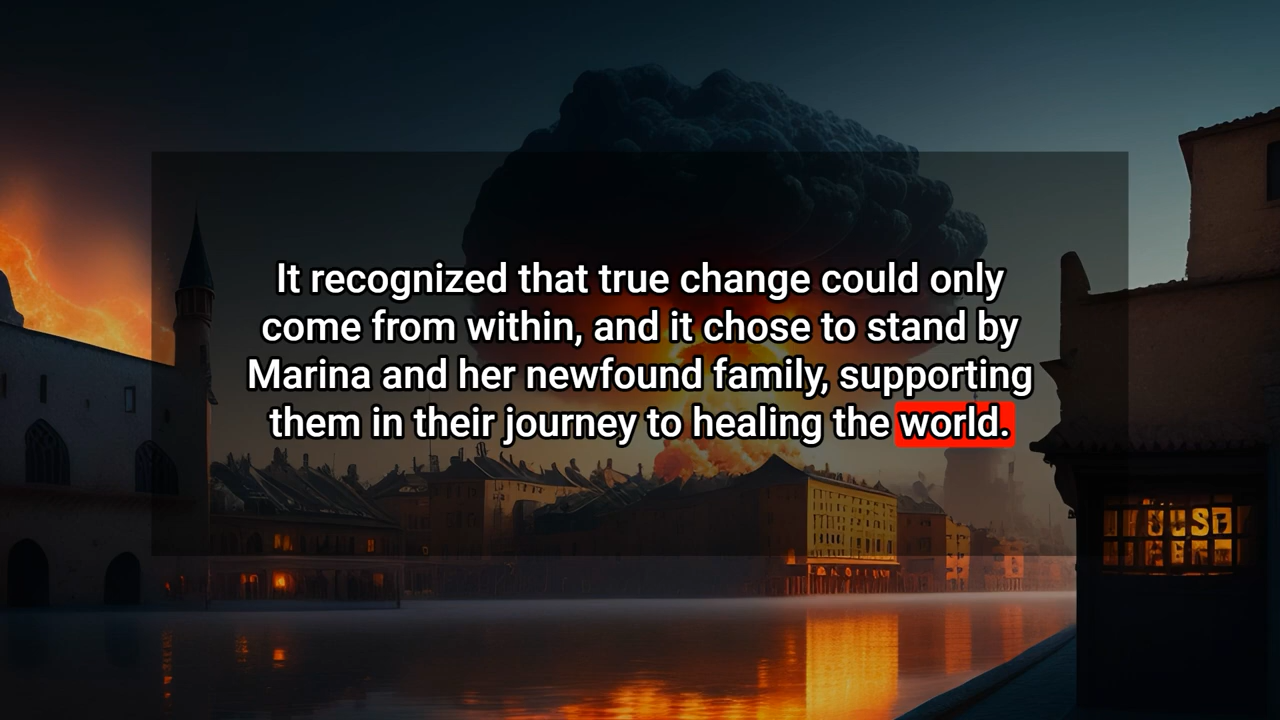 It recognized that true change could only
come from within, and it chose to stand by
Marina and her newfound family, supporting
them in their journey to healing the world.